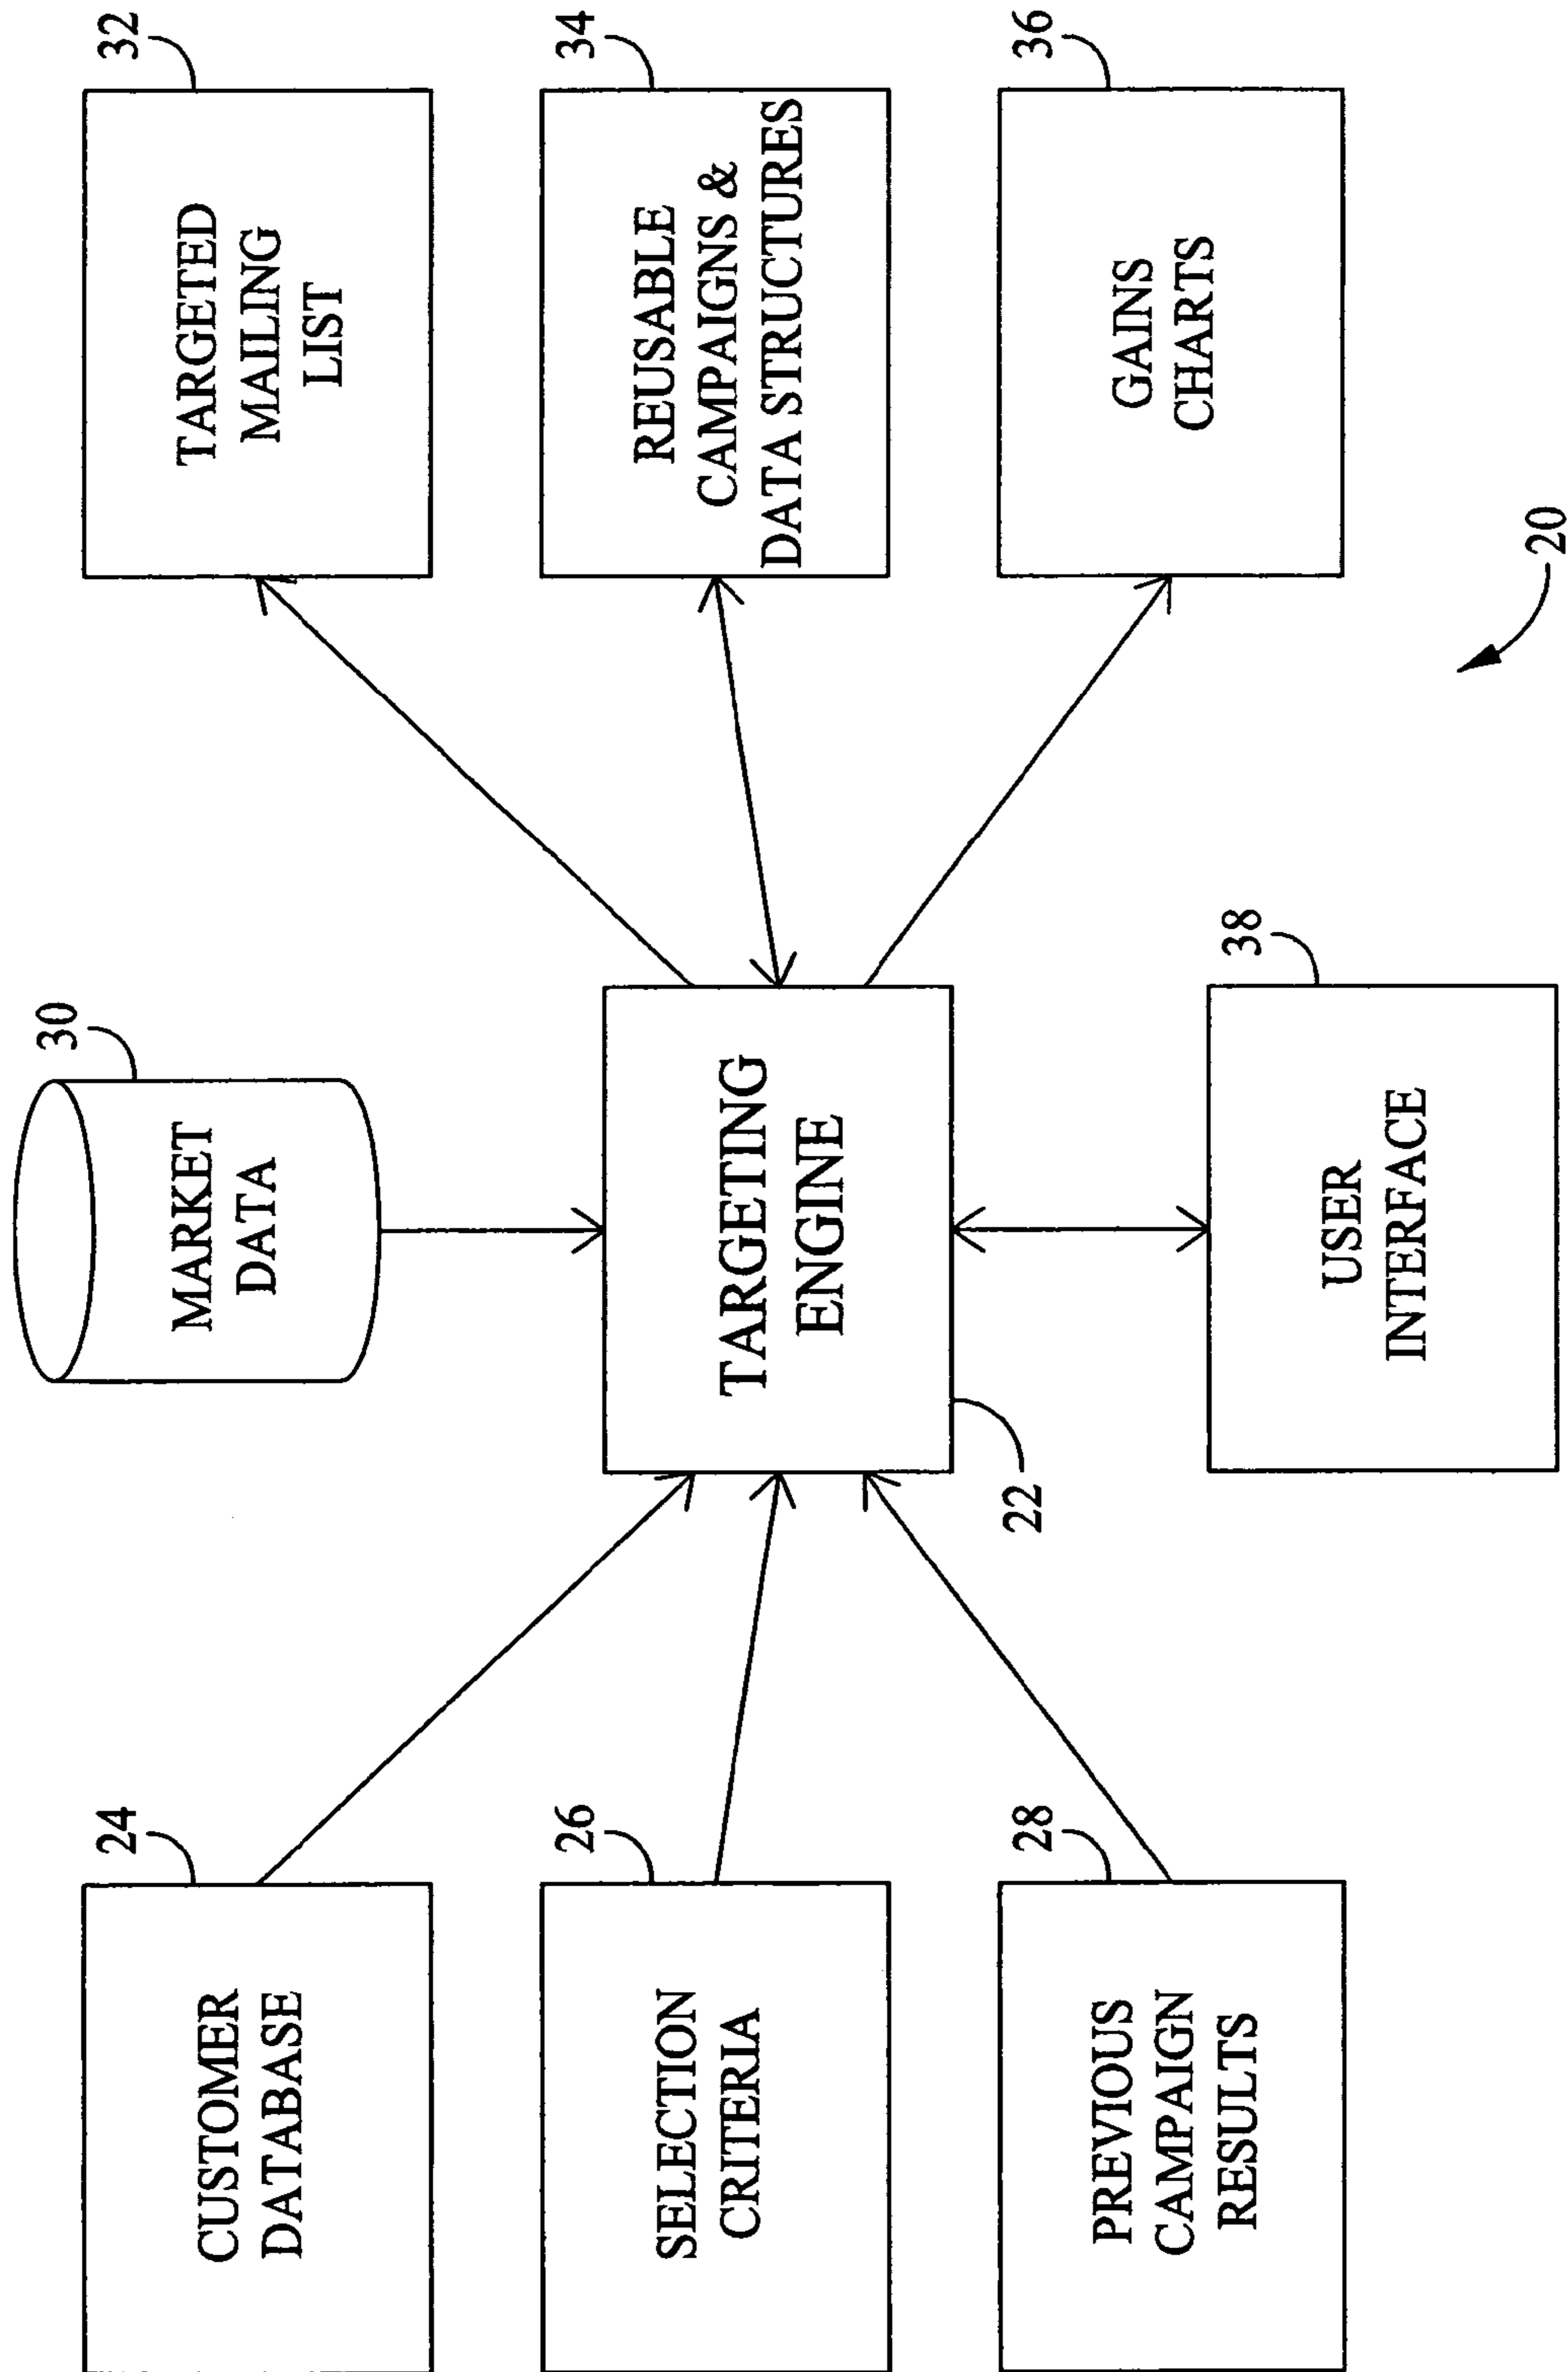 24
CUSTOMER
DATABASE
26
SELECTION
CRITERIA
28
PREVIOUS
CAMPAIGN
RESULTS
30
MARKET
DATA
TARGETING
ENGINE
22
38
USER
INTERFACE
32
TARGETED
MAILING
LIST
34
REUSABLE
CAMPAIGNS &
DATA STRUCTURES
36
GAINS
CHARTS
20